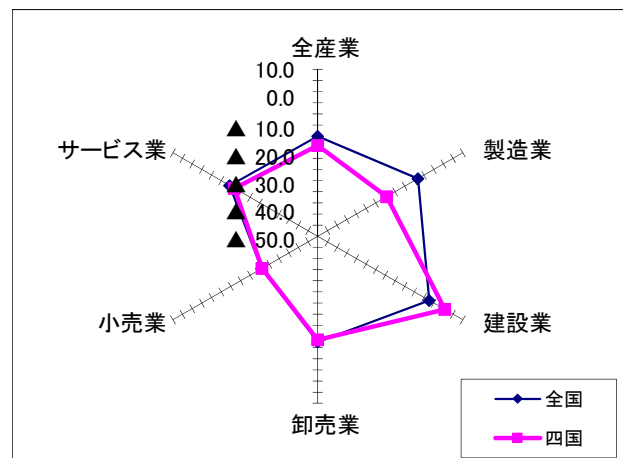 全産業
10.0
0.0
▲ 10.0
▲ 20.0
▲ 30.0
▲ 40.0
▲ 50.0
サービス業
製造業
小売業
建設業
卸売業
全国
四国